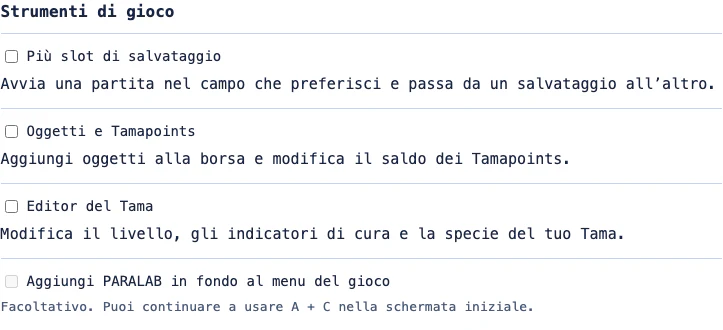 Strumenti di gioco
Più slot di salvataggio
Avvia una partita nel campo che preferisci e passa da un salvataggio all’altro.
Oggetti e Tamapoints
Aggiungi oggetti alla borsa e modifica il saldo dei Tamapoints.
Editor del Tama
Modifica il livello, gli indicatori di cura e la specie del tuo Tama.
Aggiungi PARALAB in fondo al menu del gioco
Facoltativo. Puoi continuare a usare A + C nella schermata iniziale.